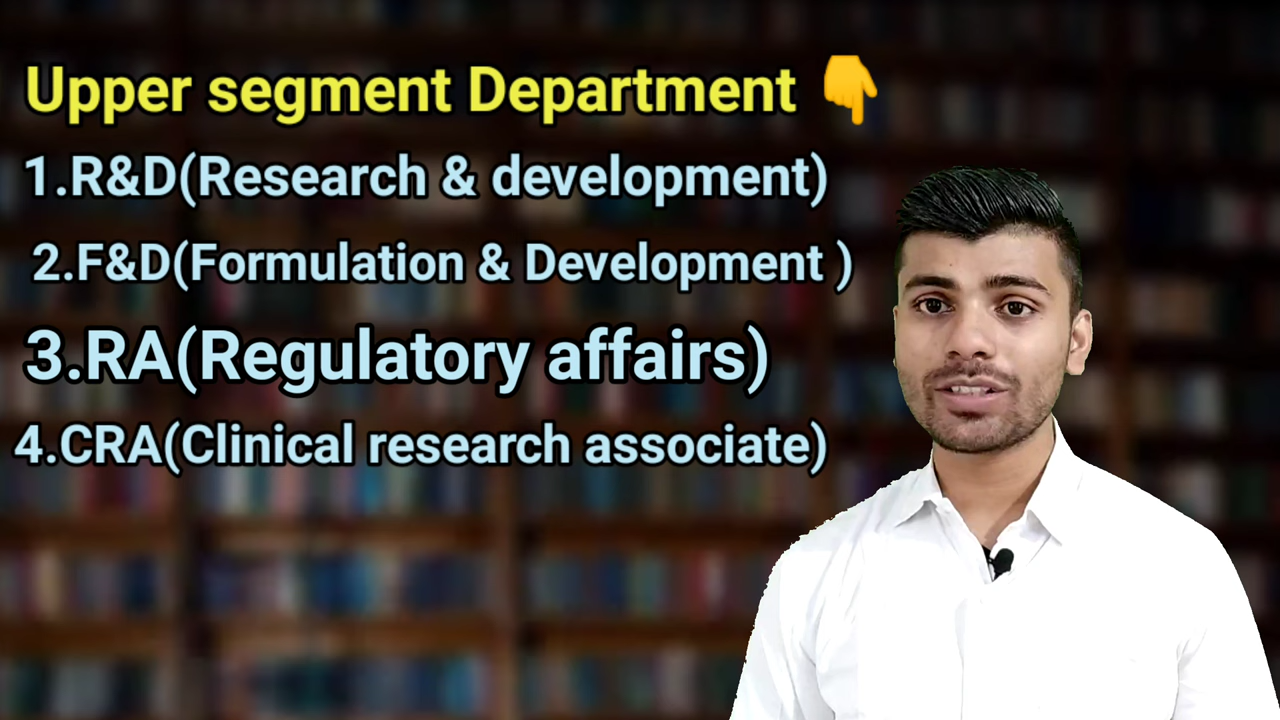 Upper segment Department 👇
1.R&D(Research & development)
2.F&D(Formulation & Development )
3.RA(Regulatory affairs)
4.CRA(Clinical research associate)